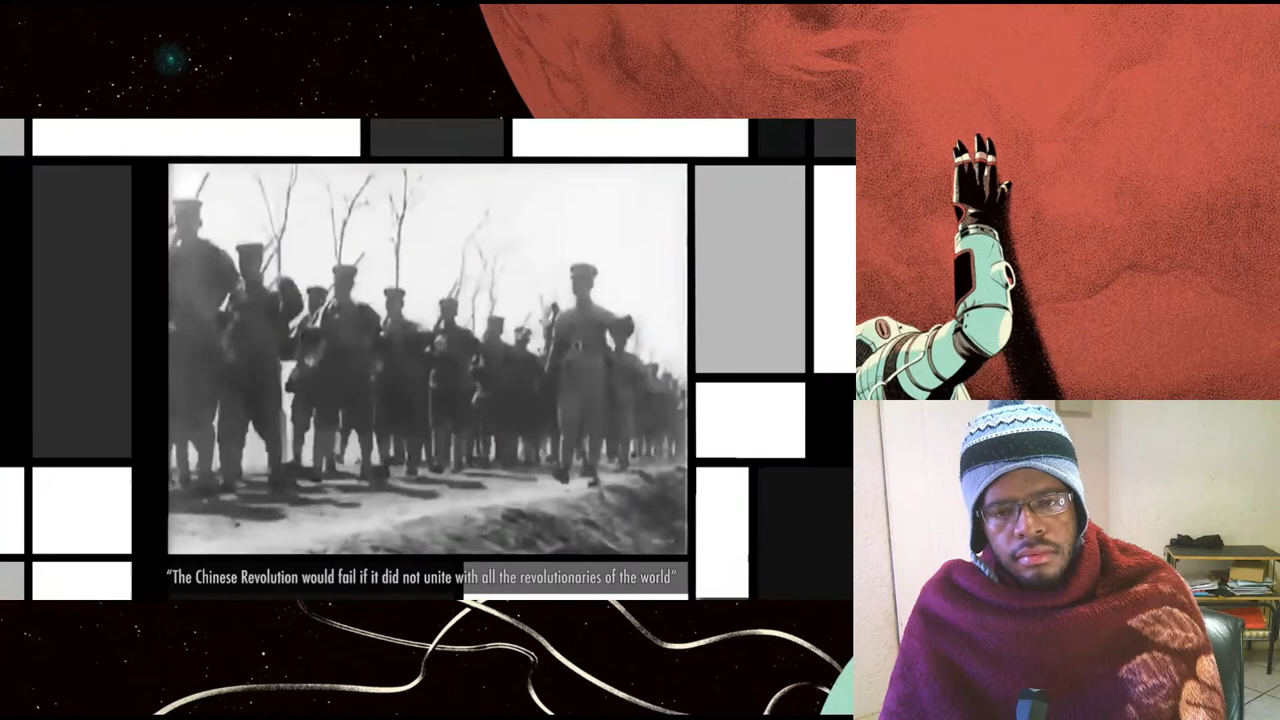 "The Chinese Revolution would fail if it did not unite with all the revolutionaries of the world"